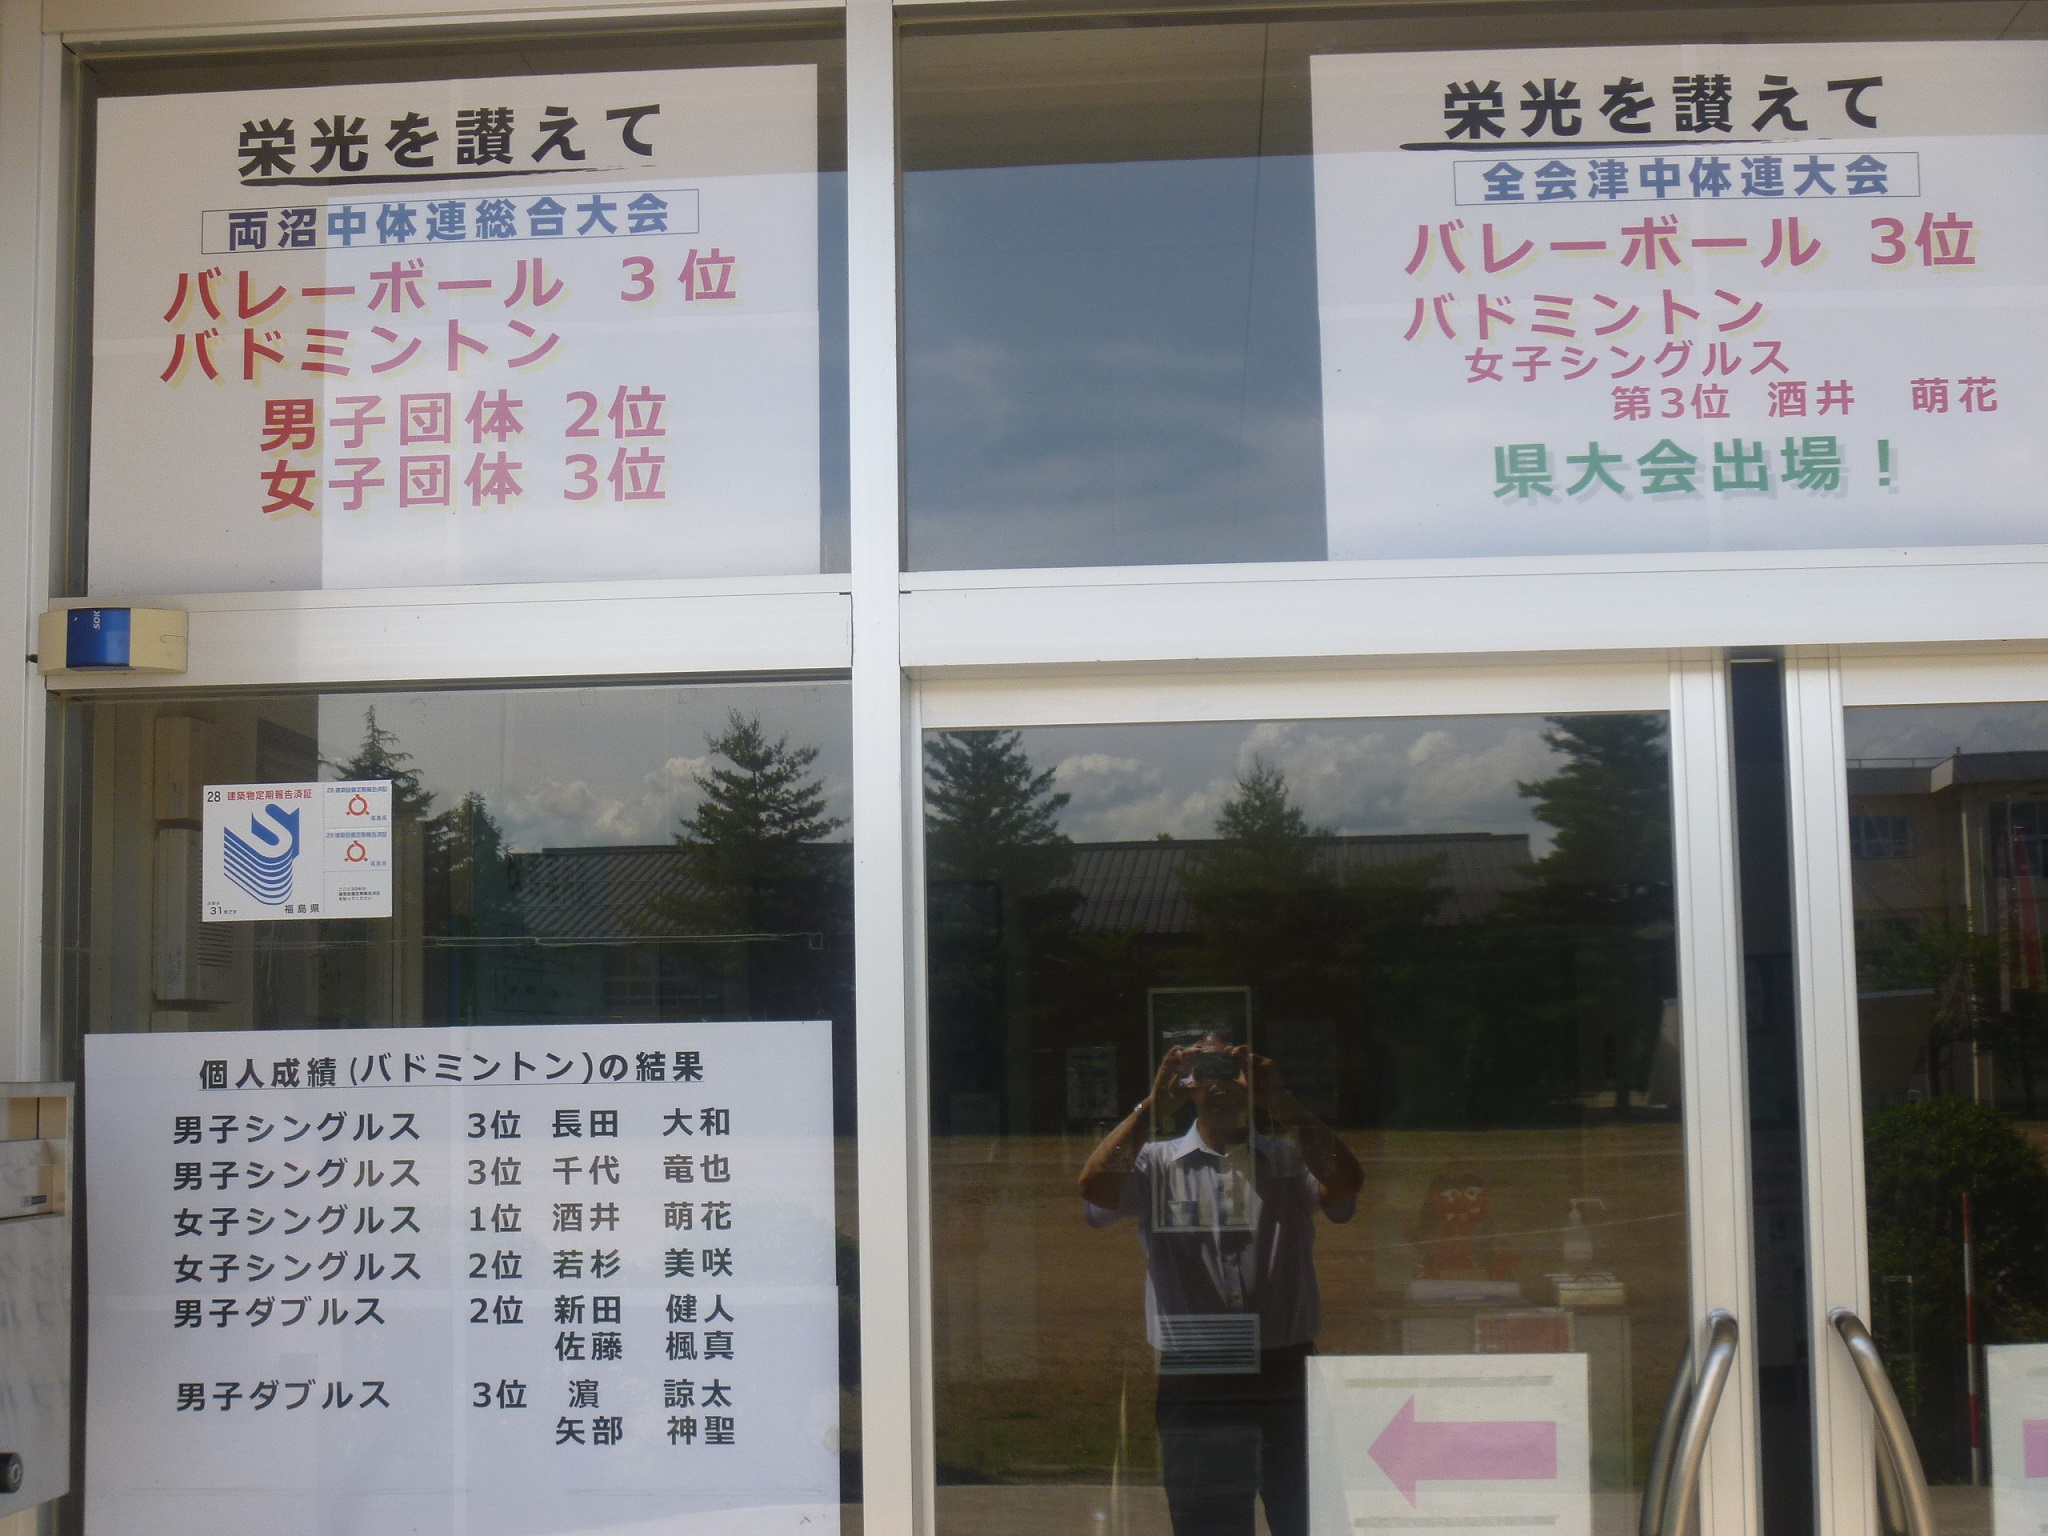 栄光を讃えて
両沼中体連総合大会
バレーボール 3位
バドミントン
男子団体 2位
女子団体 3位
栄光を讃えて
全会津中体連大会
バレーボール 3位
バドミントン
女子シングルス
第3位 酒井 萌花
県大会出場！
SOK
28 建築物定期報告済証
福島県
31
個人成績(バドミントン)の結果
男子シングルス 3位 長田 大和
男子シングルス 3位 千代 竜也
女子シングルス 1位 酒井 萌花
女子シングルス 2位 若杉 美咲
男子ダブルス 2位 新田 健人
佐藤 楓真
男子ダブルス 3位 濵 諒太
矢部 神聖